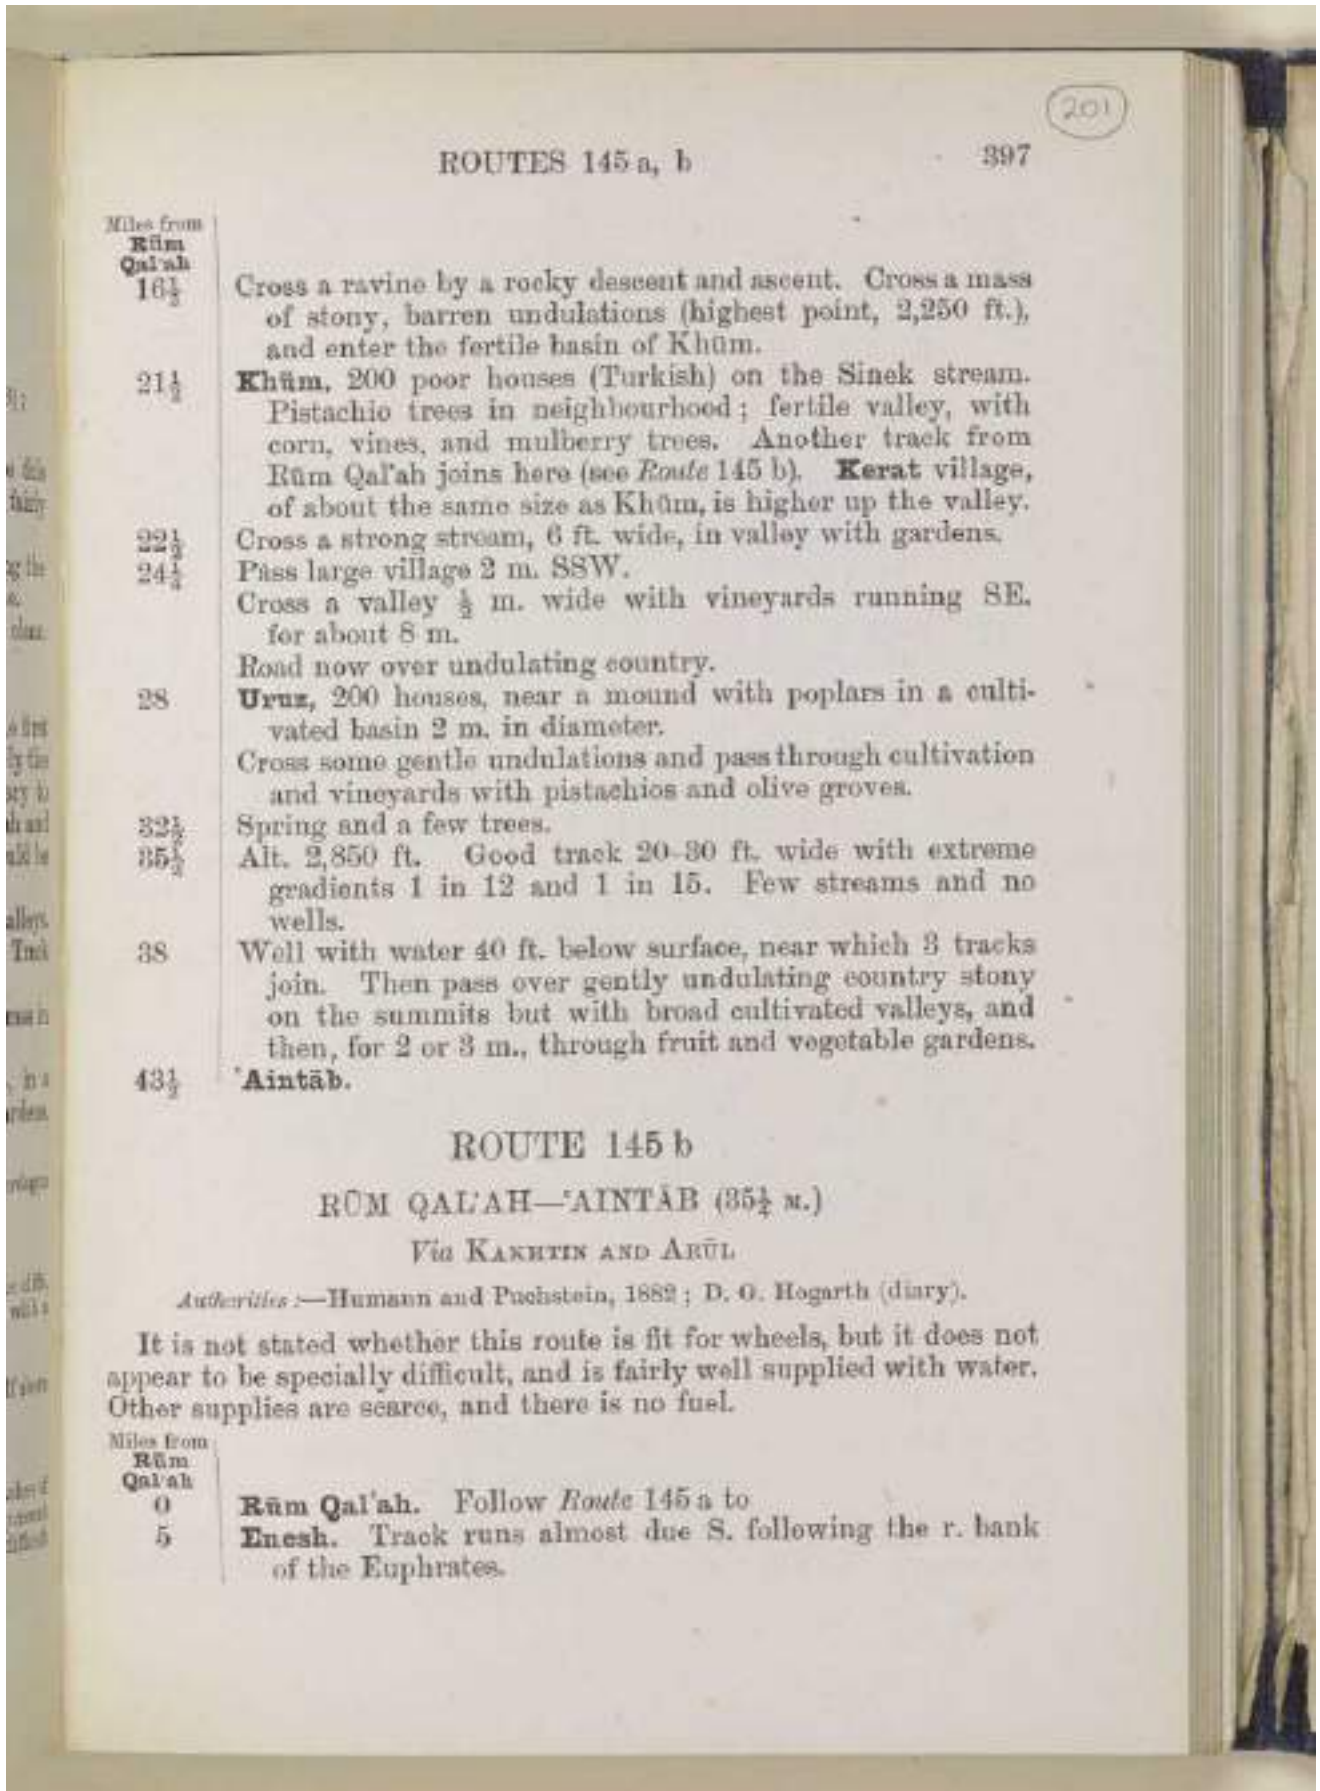 201
ROUTES 145 a, b 397
Miles from
Rūm
Qal'ah
16½ Cross a ravine by a rocky descent and ascent. Cross a mass
of stony, barren undulations (highest point, 2,250 ft.),
and enter the fertile basin of Khūm.
21½ Khūm, 200 poor houses (Turkish) on the Sinek stream.
Pistachio trees in neighbourhood; fertile valley, with
corn, vines, and mulberry trees. Another track from
Rūm Qal'ah joins here (see Route 145 b). Kerat village,
of about the same size as Khūm, is higher up the valley.
22½ Cross a strong stream, 6 ft. wide, in valley with gardens.
24½ Pass large village 2 m. SSW.
Cross a valley ½ m. wide with vineyards running SE.
for about 8 m.
Road now over undulating country.
28 Uruz, 200 houses, near a mound with poplars in a culti-
vated basin 2 m. in diameter.
Cross some gentle undulations and pass through cultivation
and vineyards with pistachios and olive groves.
32½ Spring and a few trees.
35½ Alt. 2,850 ft. Good track 20-30 ft. wide with extreme
gradients 1 in 12 and 1 in 15. Few streams and no
wells.
38 Well with water 40 ft. below surface, near which 3 tracks
join. Then pass over gently undulating country stony
on the summits but with broad cultivated valleys, and
then, for 2 or 3 m., through fruit and vegetable gardens.
43½ 'Aintāb.
ROUTE 145 b
RŪM QAL'AH—'AINTĀB (35¼ M.)
Via KAKHTIN AND ARŪL
Authorities:—Humann and Puchstein, 1882; D. G. Hogarth (diary).
It is not stated whether this route is fit for wheels, but it does not
appear to be specially difficult, and is fairly well supplied with water.
Other supplies are scarce, and there is no fuel.
Miles from
Rūm
Qal'ah
0 Rūm Qal'ah. Follow Route 145 a to
5 Enesh. Track runs almost due S. following the r. bank
of the Euphrates.